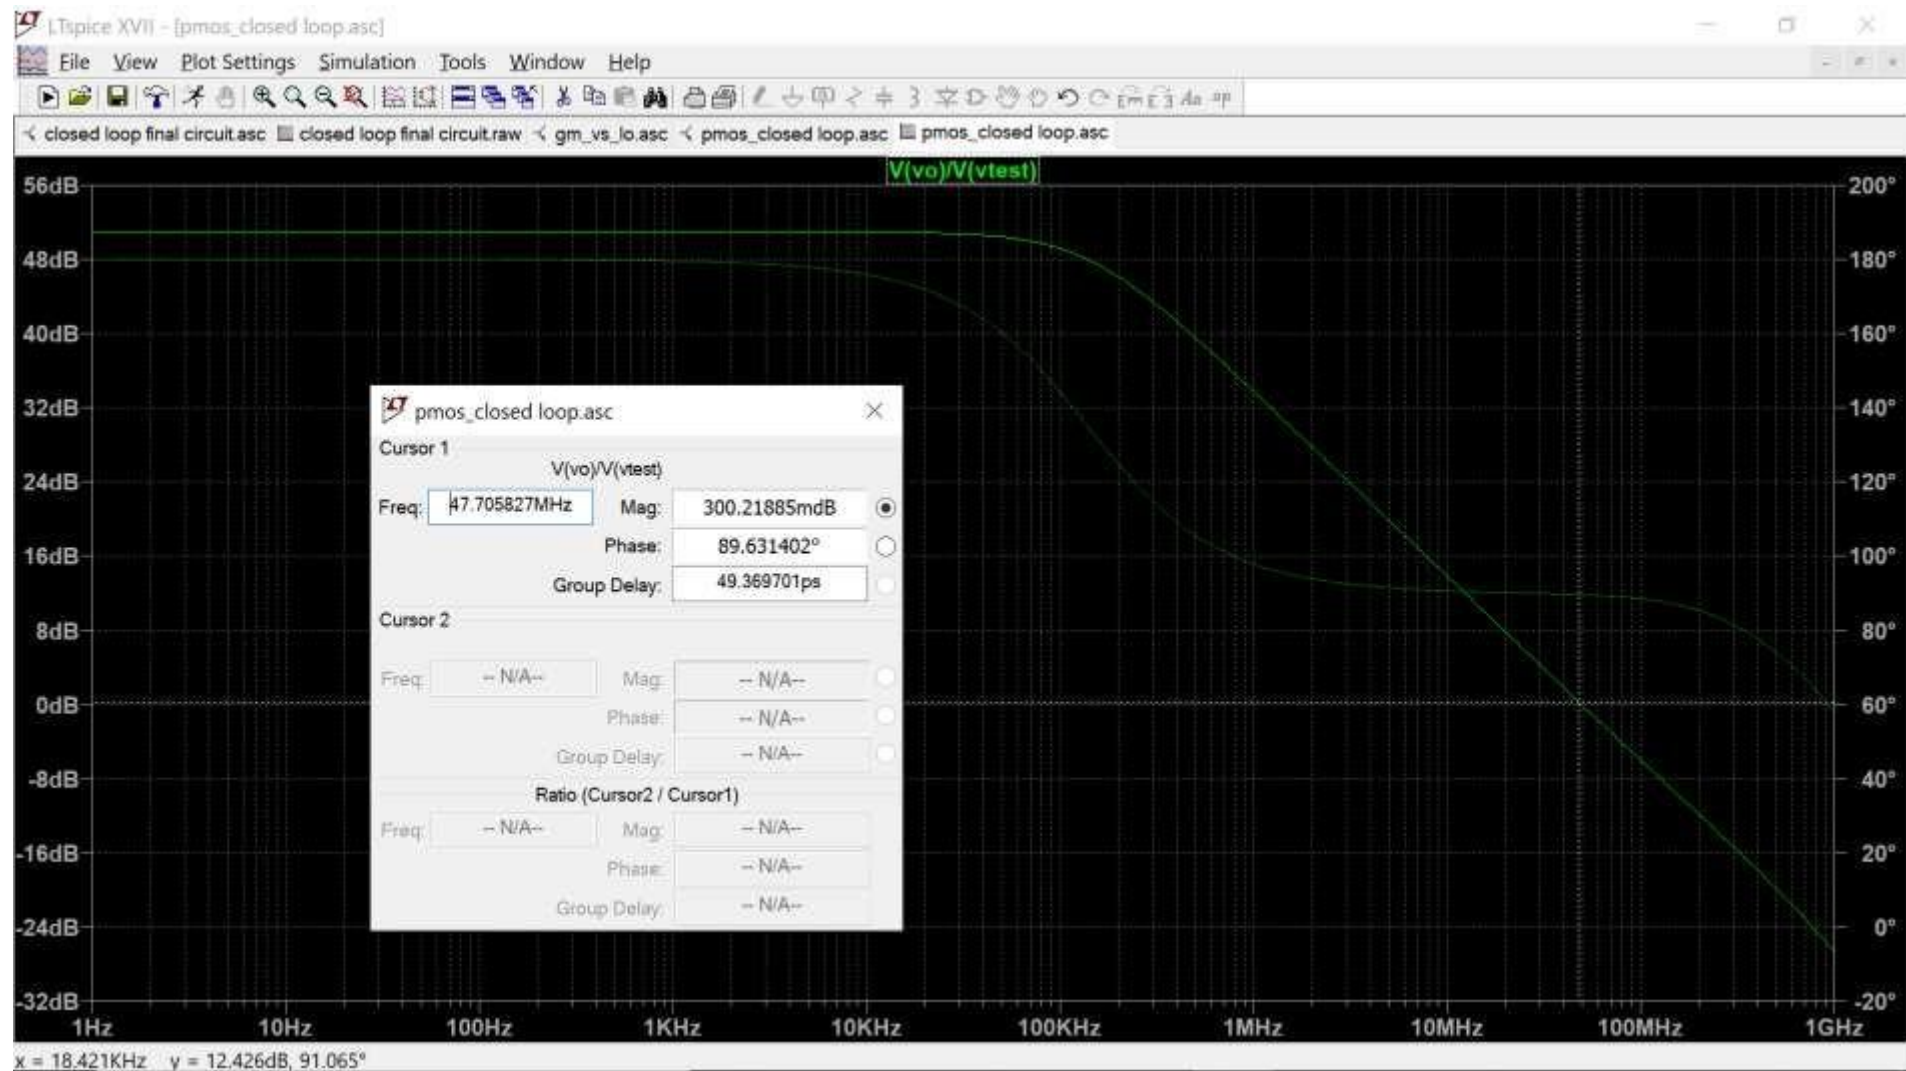 LTspice XVII - [pmos_closed loop.asc]
File View Plot Settings Simulation Tools Window Help
closed loop final circuit.asc closed loop final circuit.raw gm_vs_Io.asc pmos_closed loop.asc pmos_closed loop.asc
V(vo)/V(vtest)
56dB 200°
48dB 180°
40dB 160°
32dB 140°
24dB 120°
16dB 100°
8dB 80°
0dB 60°
-8dB 40°
-16dB 20°
-24dB 0°
-32dB -20°
1Hz 10Hz 100Hz 1KHz 10KHz 100KHz 1MHz 10MHz 100MHz 1GHz
pmos_closed loop.asc
Cursor 1
V(vo)/V(vtest)
Freq: 47.705827MHz Mag: 300.21885mdB
Phase: 89.631402°
Group Delay: 49.369701ps
Cursor 2
Freq: -- N/A-- Mag: -- N/A--
Phase: -- N/A--
Group Delay: -- N/A--
Ratio (Cursor2 / Cursor1)
Freq: -- N/A-- Mag: -- N/A--
Phase: -- N/A--
Group Delay: -- N/A--
x = 18.421KHz y = 12.426dB, 91.065°